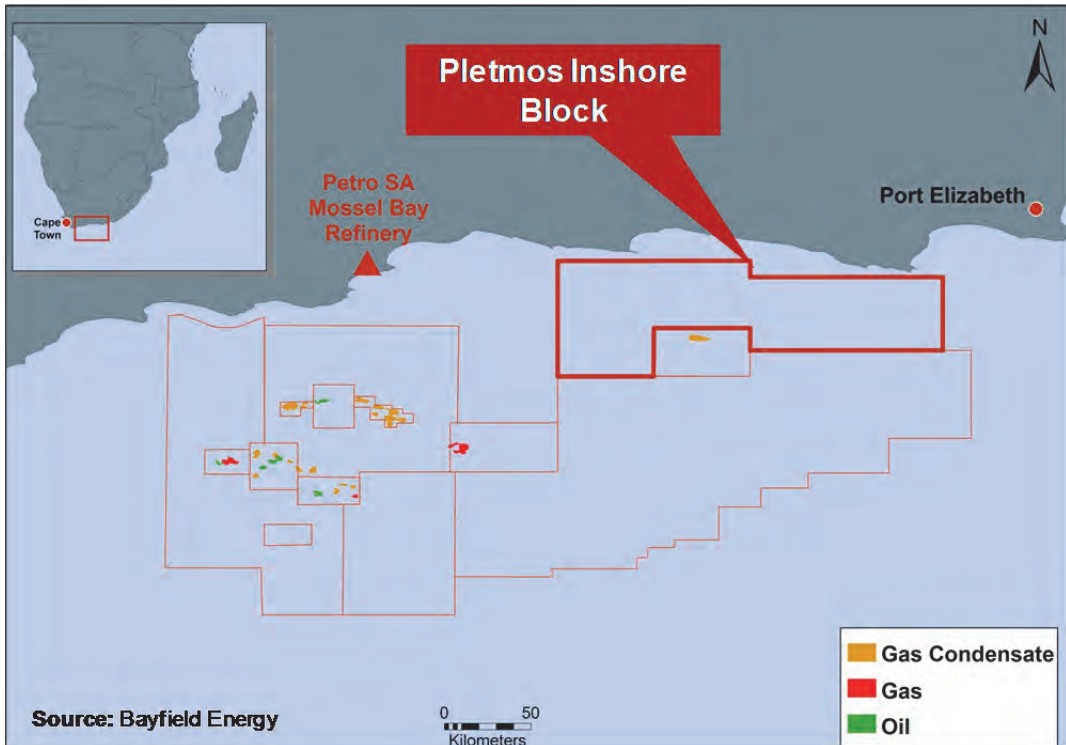 Pletmos Inshore
Block
N
Petro SA
Mossel Bay
Refinery
Port Elizabeth
Cape
Town
Gas Condensate
Gas
Oil
Source: Bayfield Energy
0 50
Kilometers